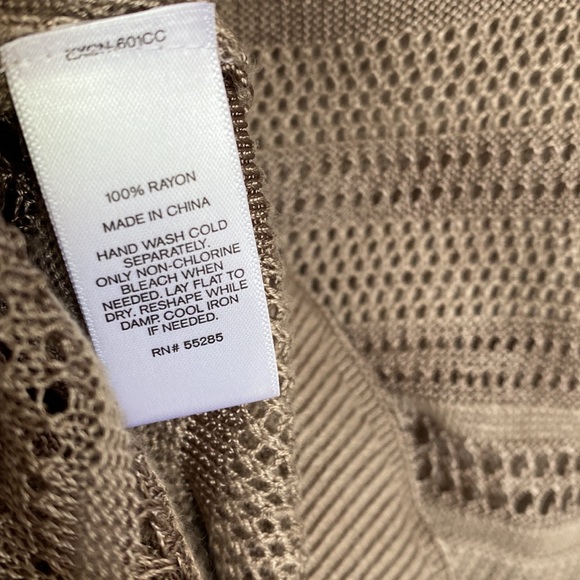 601CC
100% RAYON
MADE IN CHINA
HAND WASH COLD
SEPARATELY.
ONLY NON-CHLORINE
BLEACH WHEN
NEEDED. LAY FLAT TO
DRY. RESHAPE WHILE
DAMP. COOL IRON
IF NEEDED.
RN# 55285